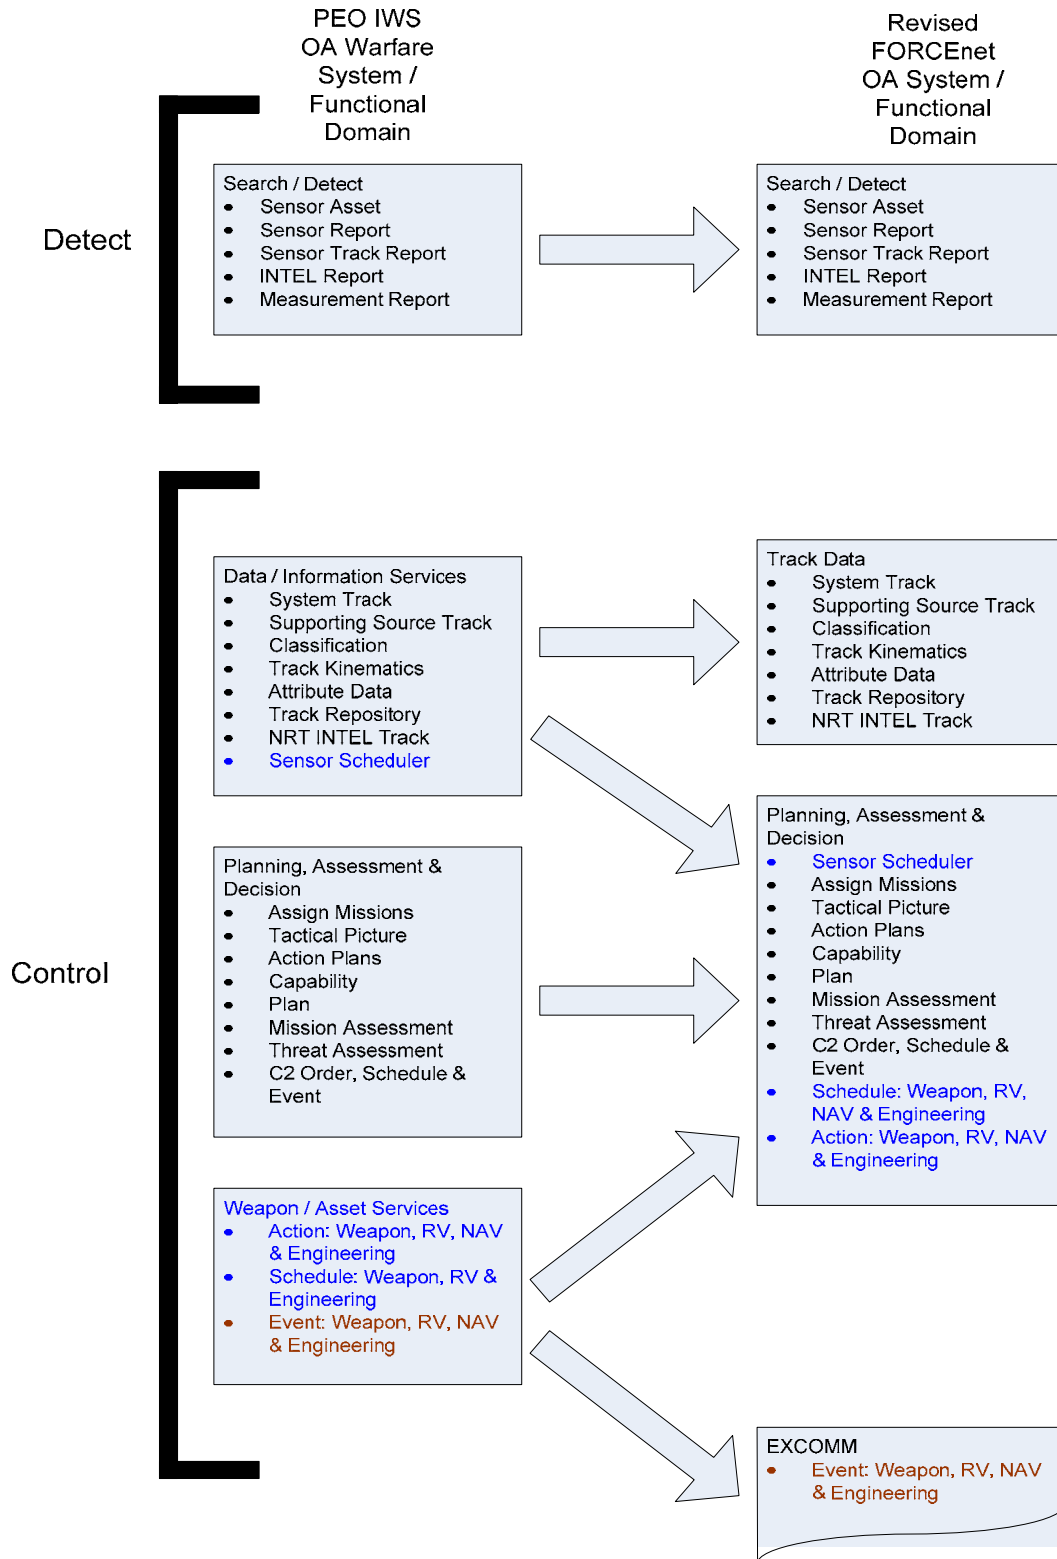 PEO IWS
OA Warfare
System /
Functional
Domain
Revised
FORCEnet
OA System /
Functional
Domain
Detect
Search / Detect
• Sensor Asset
• Sensor Report
• Sensor Track Report
• INTEL Report
• Measurement Report
Search / Detect
• Sensor Asset
• Sensor Report
• Sensor Track Report
• INTEL Report
• Measurement Report
Control
Data / Information Services
• System Track
• Supporting Source Track
• Classification
• Track Kinematics
• Attribute Data
• Track Repository
• NRT INTEL Track
• Sensor Scheduler
Track Data
• System Track
• Supporting Source Track
• Classification
• Track Kinematics
• Attribute Data
• Track Repository
• NRT INTEL Track
Planning, Assessment &
Decision
• Assign Missions
• Tactical Picture
• Action Plans
• Capability
• Plan
• Mission Assessment
• Threat Assessment
• C2 Order, Schedule &
Event
Planning, Assessment &
Decision
• Sensor Scheduler
• Assign Missions
• Tactical Picture
• Action Plans
• Capability
• Plan
• Mission Assessment
• Threat Assessment
• C2 Order, Schedule &
Event
• Schedule: Weapon, RV,
NAV & Engineering
• Action: Weapon, RV, NAV
& Engineering
Weapon / Asset Services
• Action: Weapon, RV, NAV
& Engineering
• Schedule: Weapon, RV &
Engineering
• Event: Weapon, RV, NAV
& Engineering
EXCOMM
• Event: Weapon, RV, NAV
& Engineering